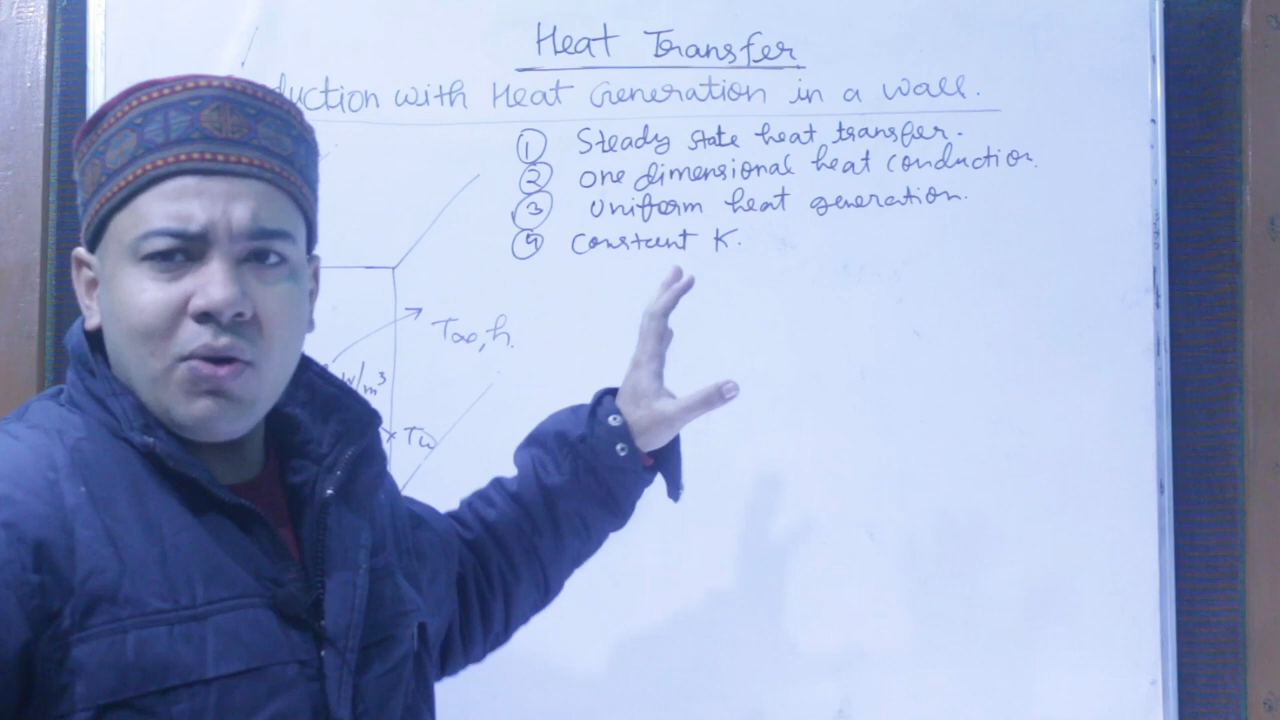 Heat Transfer
duction with Heat Generation in a wall.
① Steady state heat transfer.
② one dimensional heat conduction.
③ Uniform heat generation.
④ Constant K.
T∞, h.
W/m³
Tw